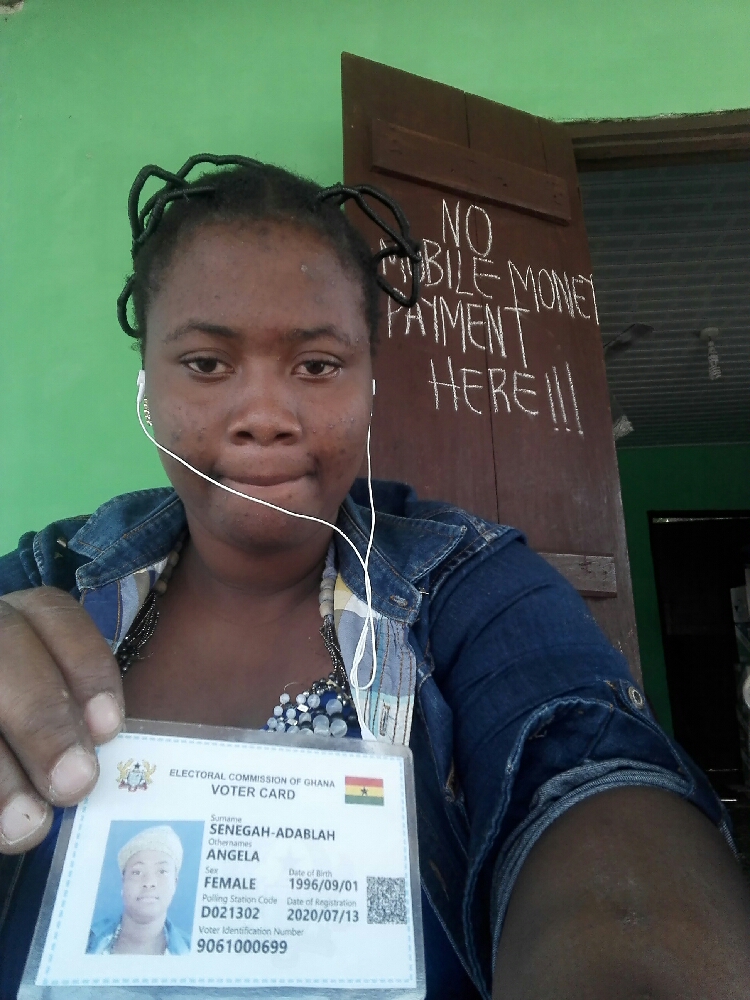 NO
MOBILE MONEY
PAYMENT
HERE!!!
ELECTORAL COMMISSION OF GHANA
VOTER CARD
Surname
SENEGAH-ADABLAH
Othernames
ANGELA
Sex Date of Birth
FEMALE 1996/09/01
Polling Station Code Date of Registration
D021302 2020/07/13
Voter Identification Number
9061000699